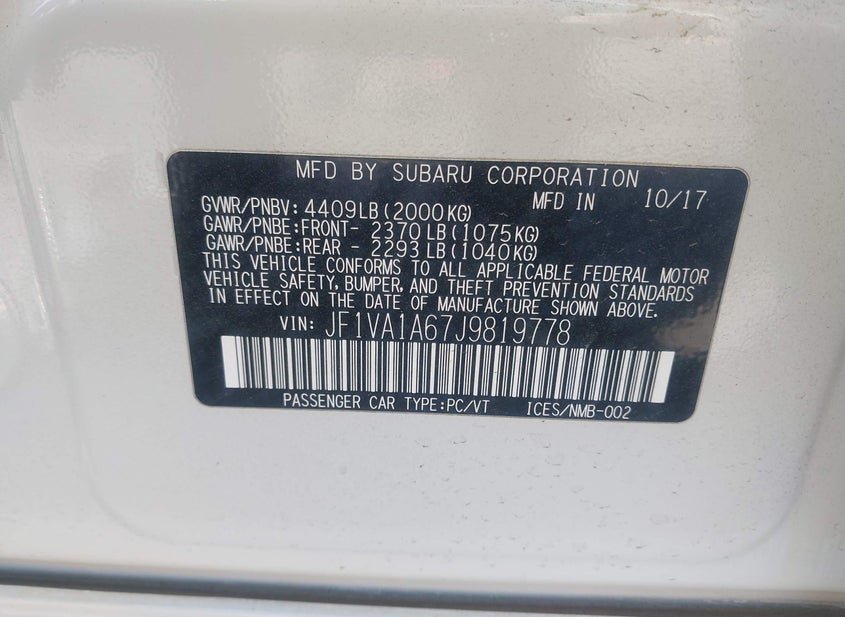 MFD BY SUBARU CORPORATION
MFD IN 10/17
GVWR/PNBV: 4409LB(2000KG)
GAWR/PNBE:FRONT- 2370LB(1075KG)
GAWR/PNBE:REAR - 2293LB(1040KG)
THIS VEHICLE CONFORMS TO ALL APPLICABLE FEDERAL MOTOR
VEHICLE SAFETY, BUMPER, AND THEFT PREVENTION STANDARDS
IN EFFECT ON THE DATE OF MANUFACTURE SHOWN ABOVE.
VIN: JF1VA1A67J9819778
PASSENGER CAR TYPE:PC/VT ICES/NMB-002